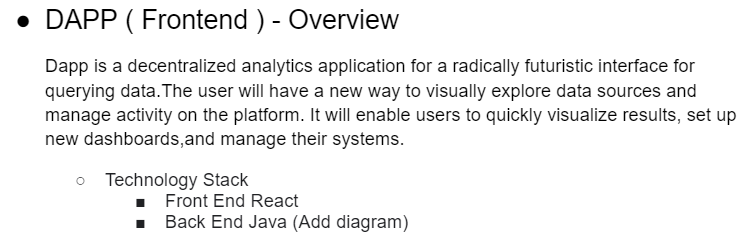 ● DAPP ( Frontend ) - Overview
Dapp is a decentralized analytics application for a radically futuristic interface for
querying data.The user will have a new way to visually explore data sources and
manage activity on the platform. It will enable users to quickly visualize results, set up
new dashboards,and manage their systems.
○ Technology Stack
■ Front End React
■ Back End Java (Add diagram)